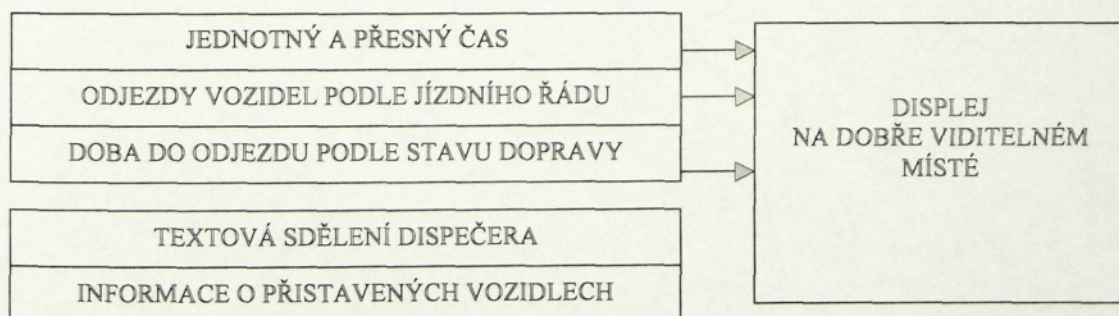 JEDNOTNÝ A PŘESNÝ ČAS
ODJEZDY VOZIDEL PODLE JÍZDNÍHO ŘÁDU
DOBA DO ODJEZDU PODLE STAVU DOPRAVY
TEXTOVÁ SDĚLENÍ DISPEČERA
INFORMACE O PŘISTAVENÝCH VOZIDLECH
DISPLEJ
NA DOBŘE VIDITELNÉM
MÍSTÉ